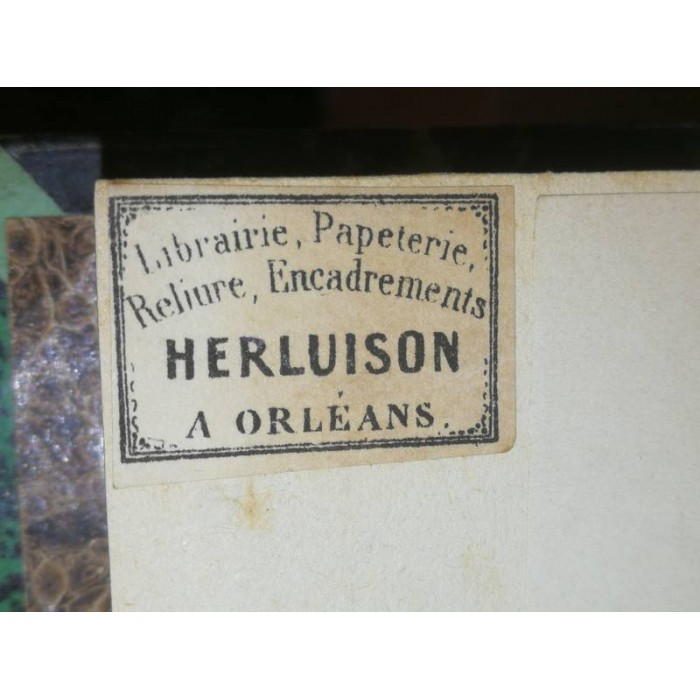 Librairie, Papeterie,
Reliure, Encadrements
HERLUISON
A ORLÉANS.